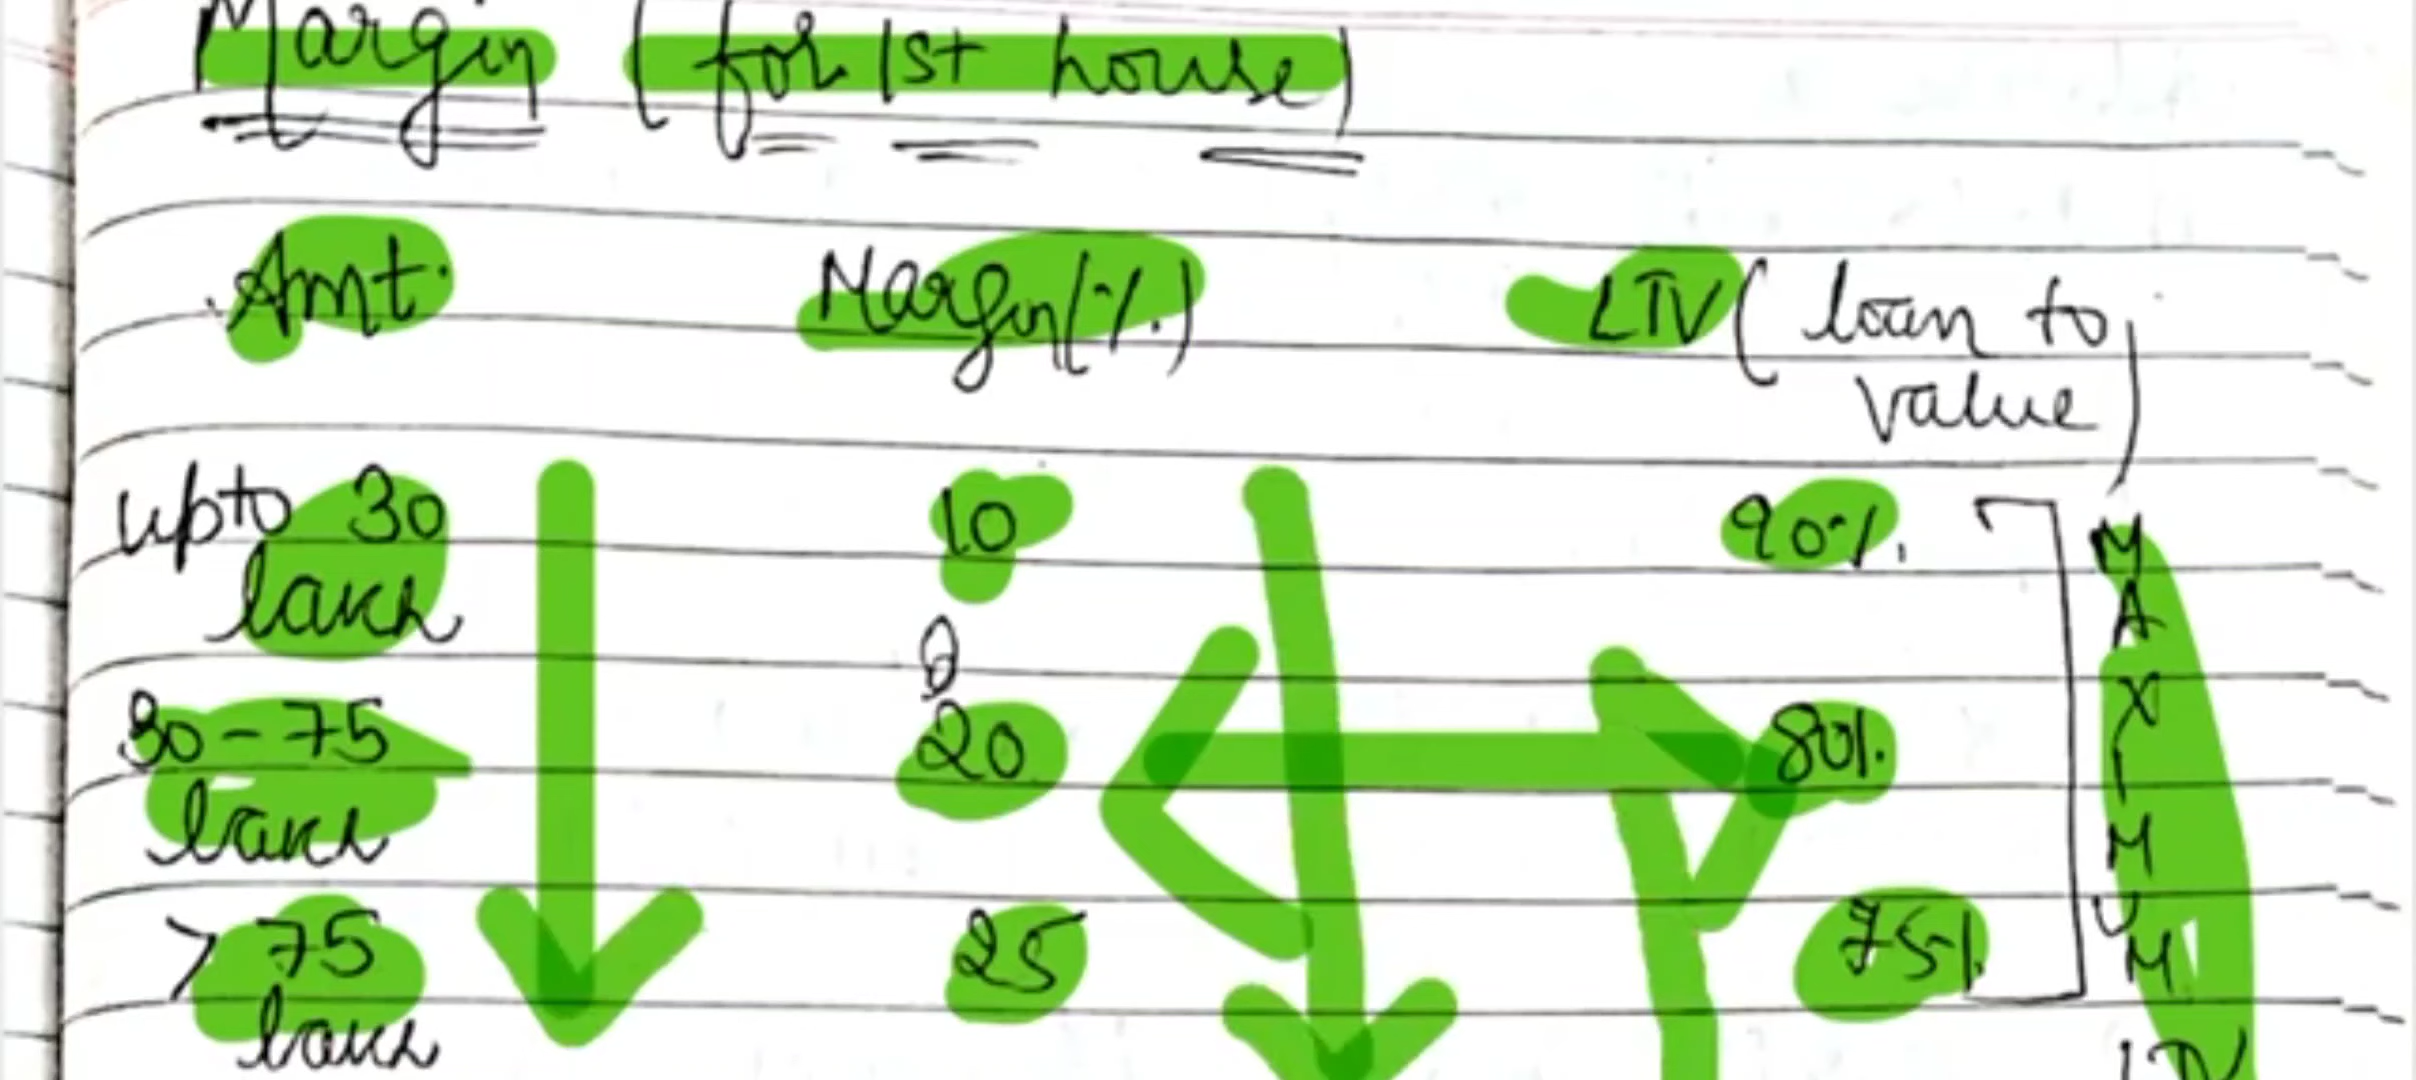 Margin (for 1st house)
Amt. Margin(%) LTV (loan to value)
upto 30 lakh 10 90%.
30-75 lakh 20 80%.
> 75 lakh 25 75%.
MAXIMUM
LTV